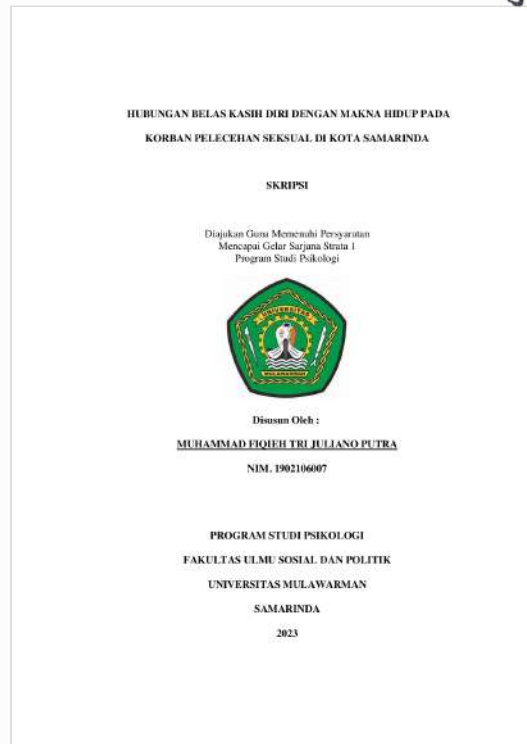 HUBUNGAN BELAS KASIH DIRI DENGAN MAKNA HIDUP PADA
KORBAN PELECEHAN SEKSUAL DI KOTA SAMARINDA
SKRIPSI
Diajukan Guna Memenuhi Persyaratan
Mencapai Gelar Sarjana Strata 1
Program Studi Psikologi
UNIVERSITAS
MULAWARMAN
Disusun Oleh :
MUHAMMAD FIQIEH TRI JULIANO PUTRA
NIM. 1902106007
PROGRAM STUDI PSIKOLOGI
FAKULTAS ILMU SOSIAL DAN POLITIK
UNIVERSITAS MULAWARMAN
SAMARINDA
2023